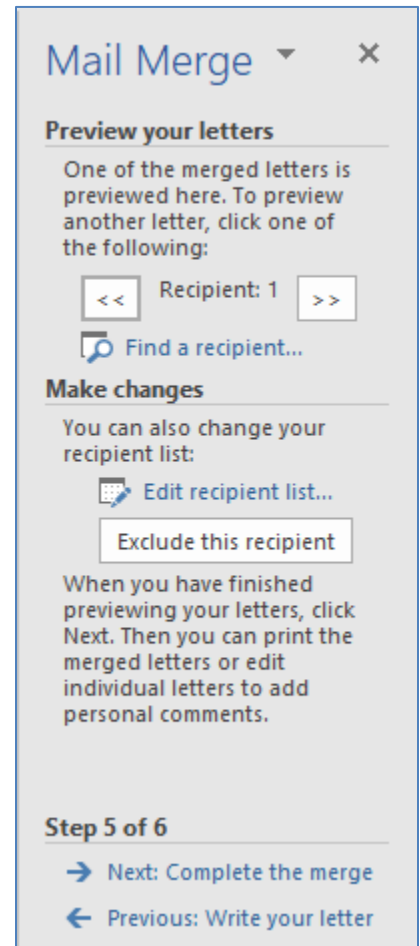 Mail Merge
Preview your letters
One of the merged letters is
previewed here. To preview
another letter, click one of
the following:
<< Recipient: 1 >>
Find a recipient...
Make changes
You can also change your
recipient list:
Edit recipient list...
Exclude this recipient
When you have finished
previewing your letters, click
Next. Then you can print the
merged letters or edit
individual letters to add
personal comments.
Step 5 of 6
Next: Complete the merge
Previous: Write your letter